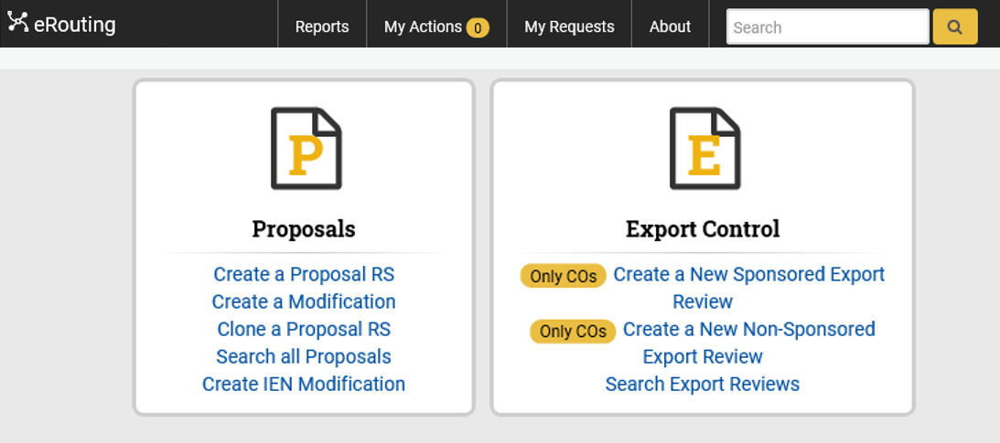 eRouting
Reports
My Actions 0
My Requests
About
Search
P
Proposals
Create a Proposal RS
Create a Modification
Clone a Proposal RS
Search all Proposals
Create IEN Modification
E
Export Control
Only COs Create a New Sponsored Export
Review
Only COs Create a New Non-Sponsored
Export Review
Search Export Reviews